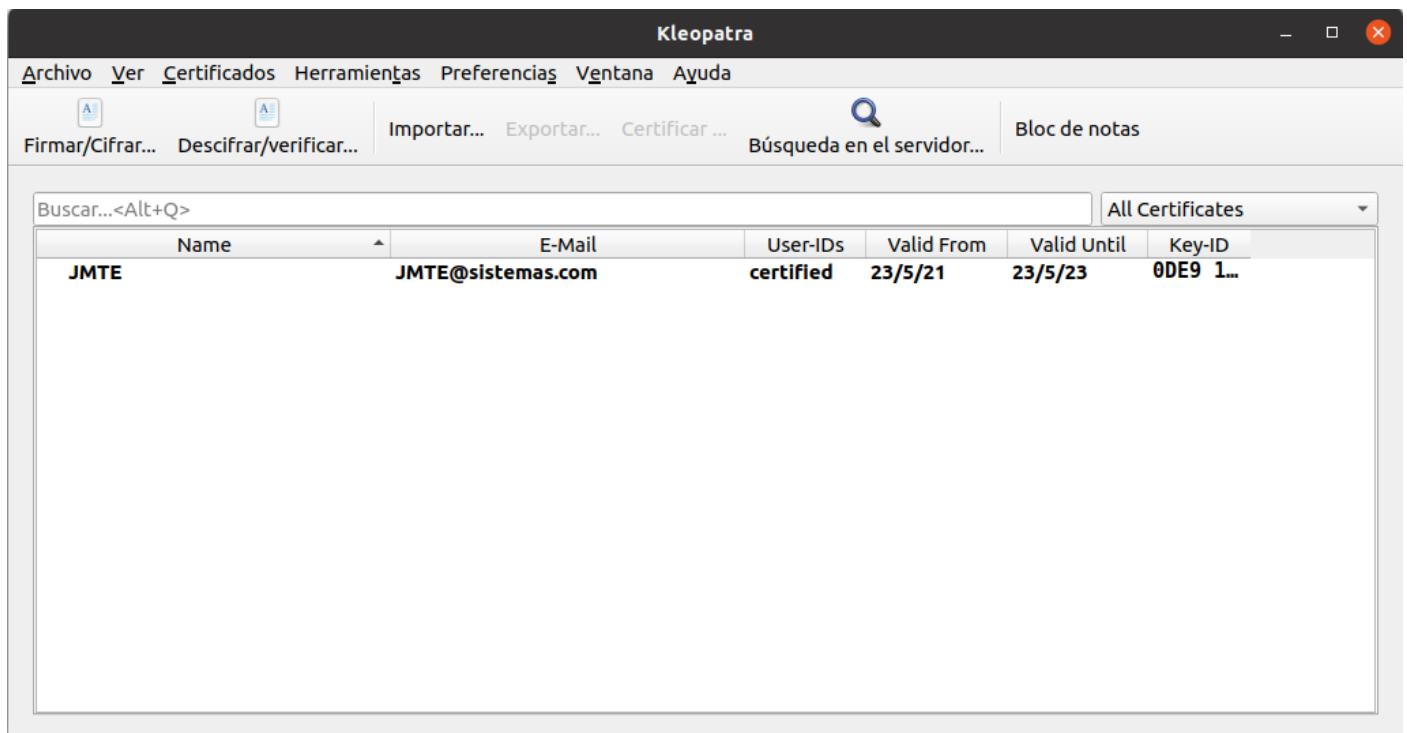 Kleopatra
Archivo Ver Certificados Herramientas Preferencias Ventana Ayuda
Firmar/Cifrar... Descifrar/verificar... Importar... Exportar... Certificar ... Búsqueda en el servidor... Bloc de notas
Buscar...<Alt+Q> All Certificates
Name E-Mail User-IDs Valid From Valid Until Key-ID
JMTE JMTE@sistemas.com certified 23/5/21 23/5/23 0DE9 1...